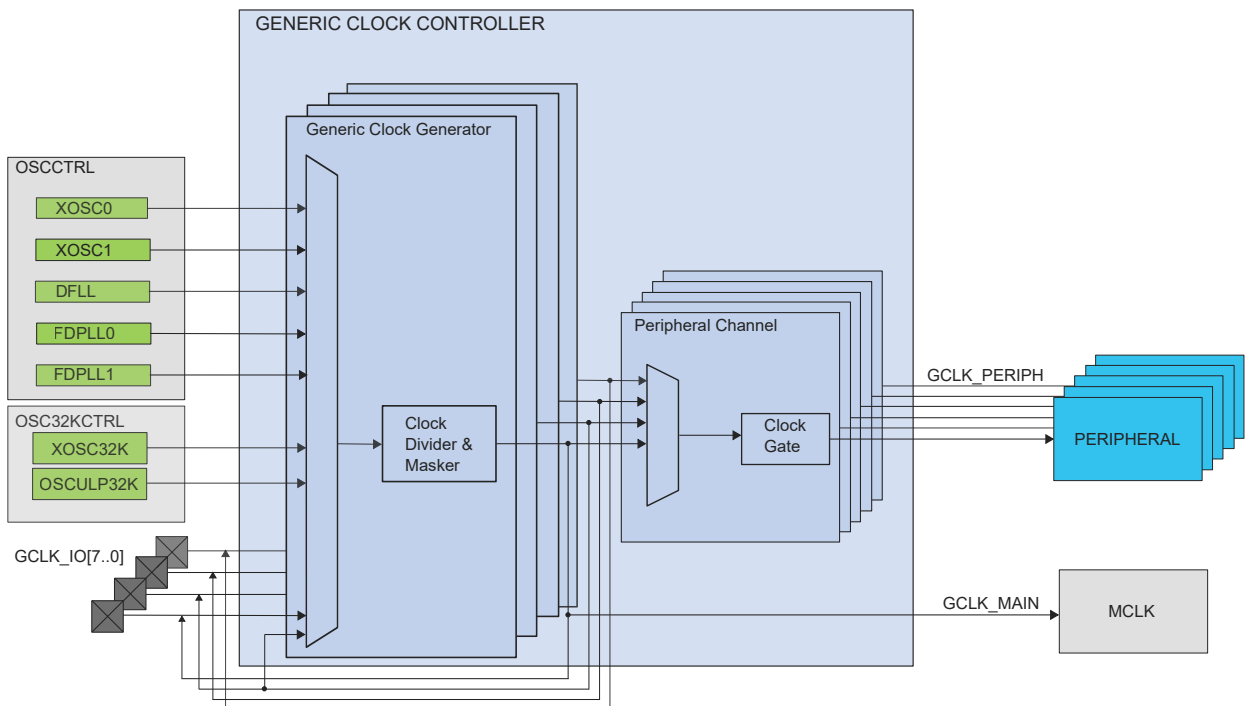 GENERIC CLOCK CONTROLLER
Generic Clock Generator
OSCCTRL
XOSC0
XOSC1
DFLL
FDPLL0
FDPLL1
OSC32KCTRL
XOSC32K
OSCULP32K
GCLK_IO[7..0]
Clock
Divider &
Masker
Peripheral Channel
Clock
Gate
GCLK_PERIPH
PERIPHERAL
GCLK_MAIN
MCLK